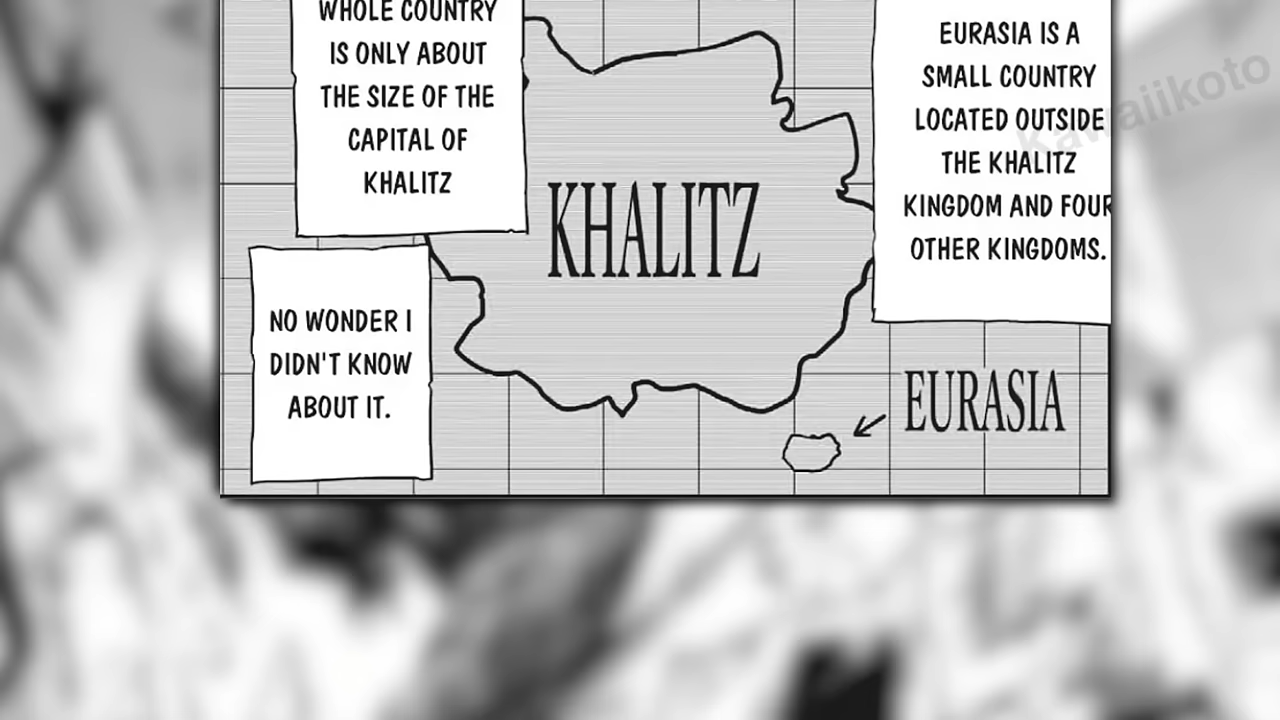 EURASIA IS A
SMALL COUNTRY
LOCATED OUTSIDE
THE KHALITZ
KINGDOM AND FOUR
OTHER KINGDOMS.
WHOLE COUNTRY
IS ONLY ABOUT
THE SIZE OF THE
CAPITAL OF
KHALITZ
NO WONDER I
DIDN'T KNOW
ABOUT IT.
KHALITZ
EURASIA
Kawaiikoto